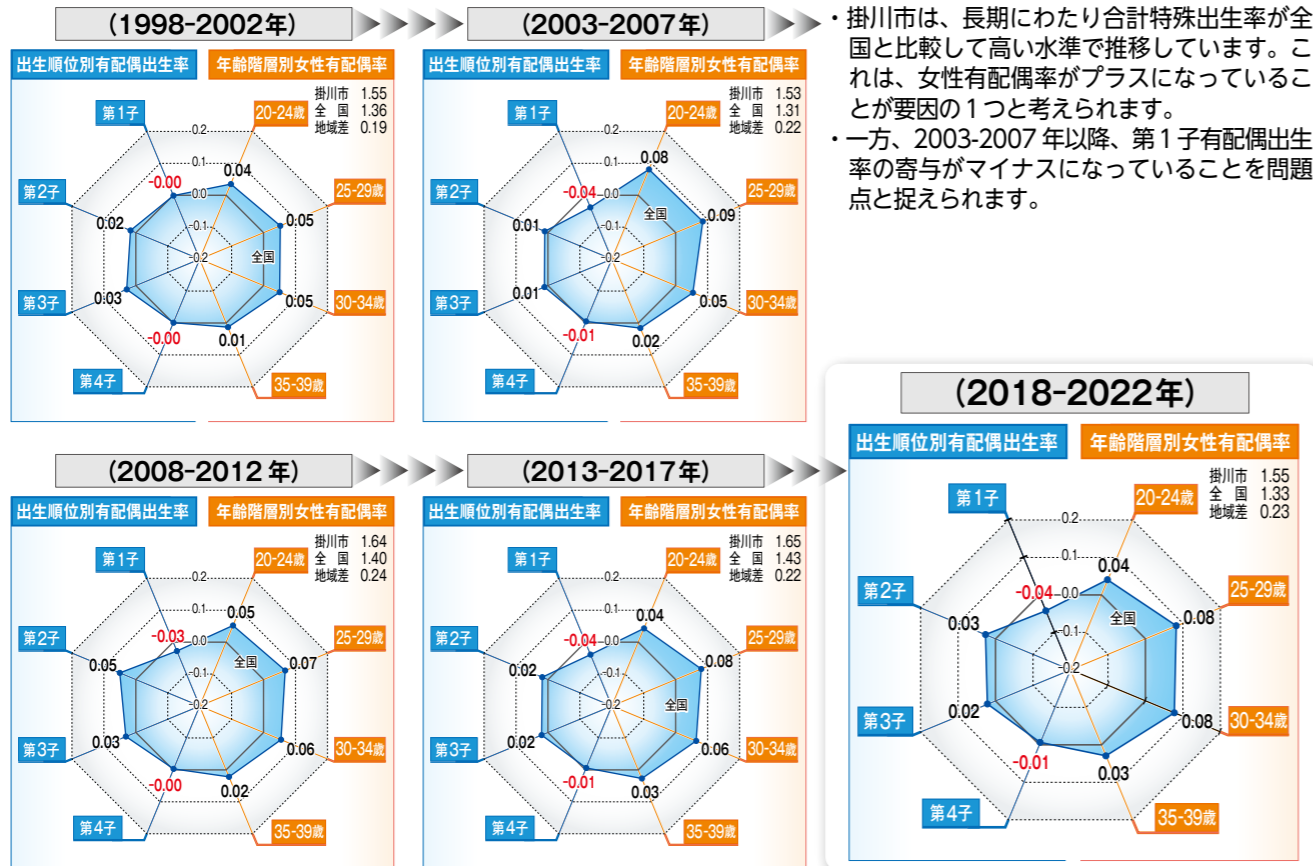 (1998-2002年)
出生順位別有配偶出生率
年齢階層別女性有配偶率
掛川市 1.55
全 国 1.36
地域差 0.19
第1子
20-24歳
0.2
0.1
0.04
-0.00
0.0
第2子
25-29歳
0.02
0.05
-0.1
全国
-0.2
第3子
0.03
0.05
30-34歳
-0.00
0.01
第4子
35-39歳
(2003-2007年)
出生順位別有配偶出生率
年齢階層別女性有配偶率
掛川市 1.53
全 国 1.31
地域差 0.22
第1子
20-24歳
0.2
0.1
0.08
-0.04
0.0
第2子
25-29歳
0.01
全国
0.09
-0.1
-0.2
第3子
0.01
0.05
30-34歳
-0.01
0.02
第4子
35-39歳
・掛川市は、長期にわたり合計特殊出生率が全
国と比較して高い水準で推移しています。こ
れは、女性有配偶率がプラスになっているこ
とが要因の1つと考えられます。
・一方、2003-2007 年以降、第1子有配偶出生
率の寄与がマイナスになっていることを問題
点と捉えられます。
(2008-2012 年)
出生順位別有配偶出生率
年齢階層別女性有配偶率
掛川市 1.64
全 国 1.40
地域差 0.24
第1子
20-24歳
0.2
0.1
0.05
-0.03
0.0
第2子
25-29歳
0.05
全国
0.07
-0.1
-0.2
第3子
0.03
0.06
30-34歳
-0.00
0.02
第4子
35-39歳
(2013-2017年)
出生順位別有配偶出生率
年齢階層別女性有配偶率
掛川市 1.65
全 国 1.43
地域差 0.22
第1子
20-24歳
0.2
0.1
0.04
-0.04
0.0
第2子
25-29歳
0.02
0.08
-0.1
全国
-0.2
第3子
0.02
0.06
30-34歳
-0.01
0.03
第4子
35-39歳
(2018-2022年)
出生順位別有配偶出生率
年齢階層別女性有配偶率
掛川市 1.55
全 国 1.33
地域差 0.23
第1子
20-24歳
0.2
0.1
0.04
-0.04
0.0
第2子
25-29歳
0.03
全国
0.08
-0.1
-0.2
第3子
0.02
0.08
30-34歳
-0.01
0.03
第4子
35-39歳